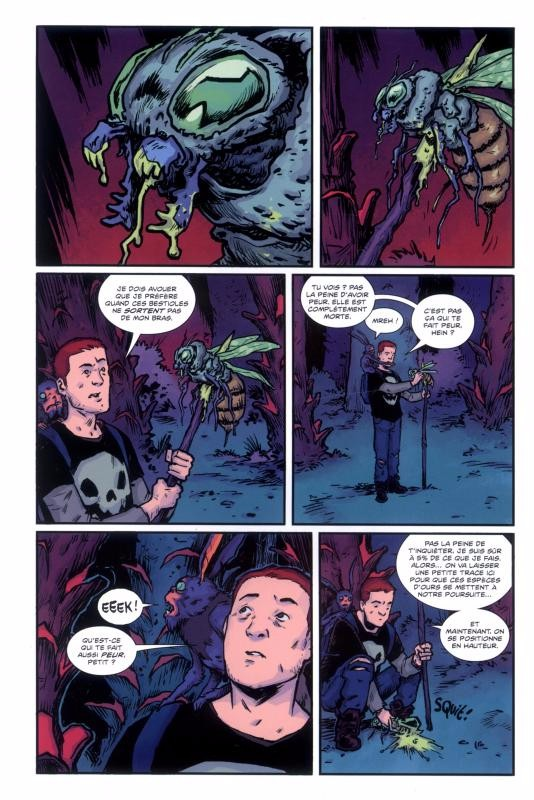 JE DOIS AVOUER
QUE JE PRÉFÈRE
QUAND CES BESTIOLES
NE SORTENT PAS
DE MON BRAS.
TU VOIS ? PAS
LA PEINE D'AVOIR
PEUR. ELLE EST
COMPLÈTEMENT
MORTE.
MREH !
C'EST PAS
ÇA QUI TE
FAIT PEUR,
HEIN ?
EEEK !
QU'EST-CE
QUI TE FAIT
AUSSI PEUR,
PETIT ?
PAS LA PEINE DE
T'INQUIÉTER. JE SUIS SÛR
À 5% DE CE QUE JE FAIS.
ALORS... ON VA LAISSER
UNE PETITE TRACE ICI
POUR QUE CES ESPÈCES
D'OURS SE METTENT À
NOTRE POURSUITE...
ET
MAINTENANT, ON
SE POSITIONNE
EN HAUTEUR.
SQUIT!